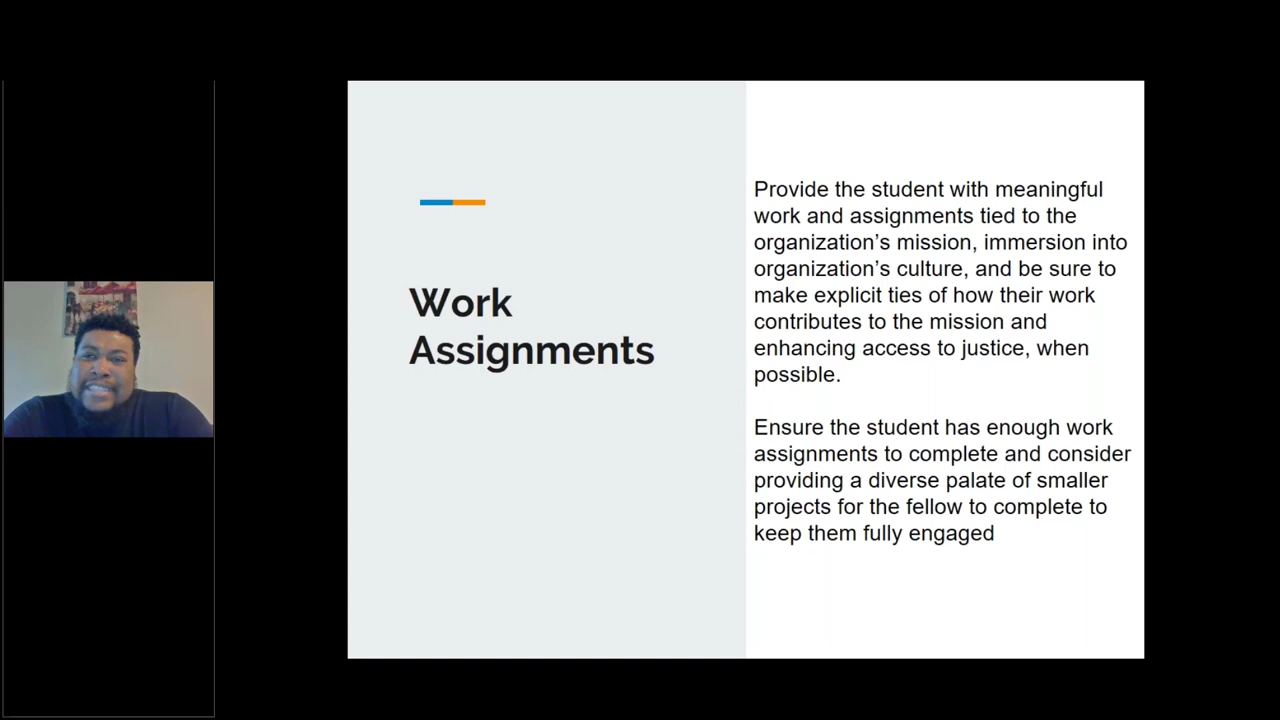 Work
Assignments
Provide the student with meaningful
work and assignments tied to the
organization’s mission, immersion into
organization’s culture, and be sure to
make explicit ties of how their work
contributes to the mission and
enhancing access to justice, when
possible.
Ensure the student has enough work
assignments to complete and consider
providing a diverse palate of smaller
projects for the fellow to complete to
keep them fully engaged